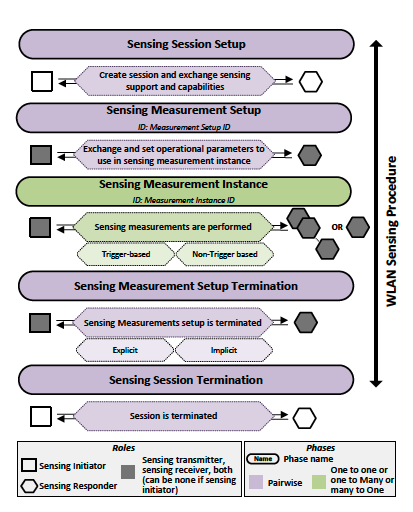 Sensing Session Setup
Create session and exchange sensing
support and capabilities
Sensing Measurement Setup
ID: Measurement Setup ID
Exchange and set operational parameters to
use in sensing measurement instance
Sensing Measurement Instance
ID: Measurement Instance ID
Sensing measurements are performed
OR
Trigger-based
Non-Trigger based
Sensing Measurement Setup Termination
Sensing Measurements setup is terminated
Explicit
Implicit
Sensing Session Termination
Session is terminated
WLAN Sensing Procedure
Roles
Sensing Initiator
Sensing Responder
Sensing transmitter,
sensing receiver, both
(can be none if sensing
initiator)
Phases
Name Phase name
Pairwise
One to one or
one to Many or
many to One